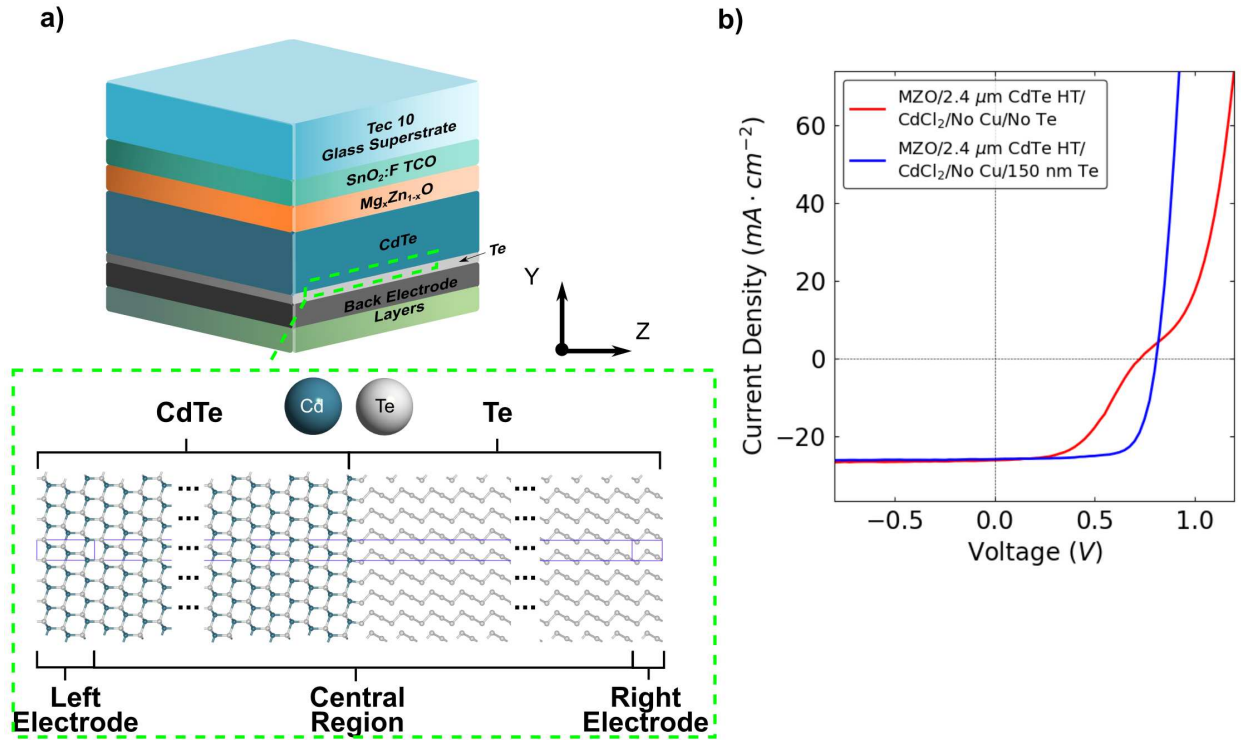 a)
Tec 10
Glass Superstrate
SnO₂:F TCO
MgₓZn₁₋ₓO
CdTe
Te
Back Electrode
Layers
Y
Z
Cd
Te
CdTe
Te
...
...
...
...
...
...
...
...
...
...
Left
Electrode
Central
Region
Right
Electrode
b)
MZO/2.4 μm CdTe HT/
CdCl₂/No Cu/No Te
MZO/2.4 μm CdTe HT/
CdCl₂/No Cu/150 nm Te
Current Density (mA · cm⁻²)
60
40
20
0
−20
−0.5
0.0
0.5
1.0
Voltage (V)